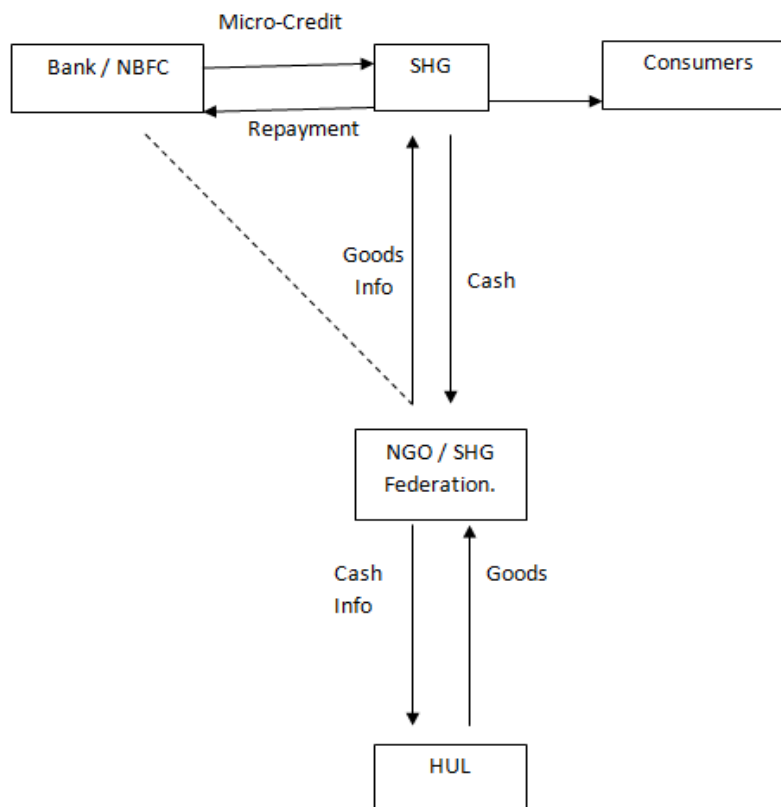 Micro-Credit
Bank / NBFC
SHG
Consumers
Repayment
Goods
Info
Cash
NGO / SHG
Federation.
Cash
Info
Goods
HUL